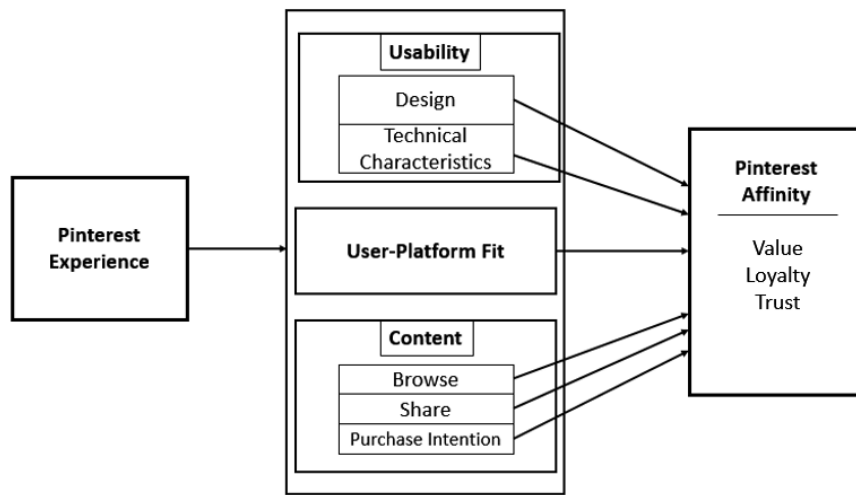 Usability
Design
Technical
Characteristics
Pinterest
Experience
User-Platform Fit
Content
Browse
Share
Purchase Intention
Pinterest
Affinity
Value
Loyalty
Trust